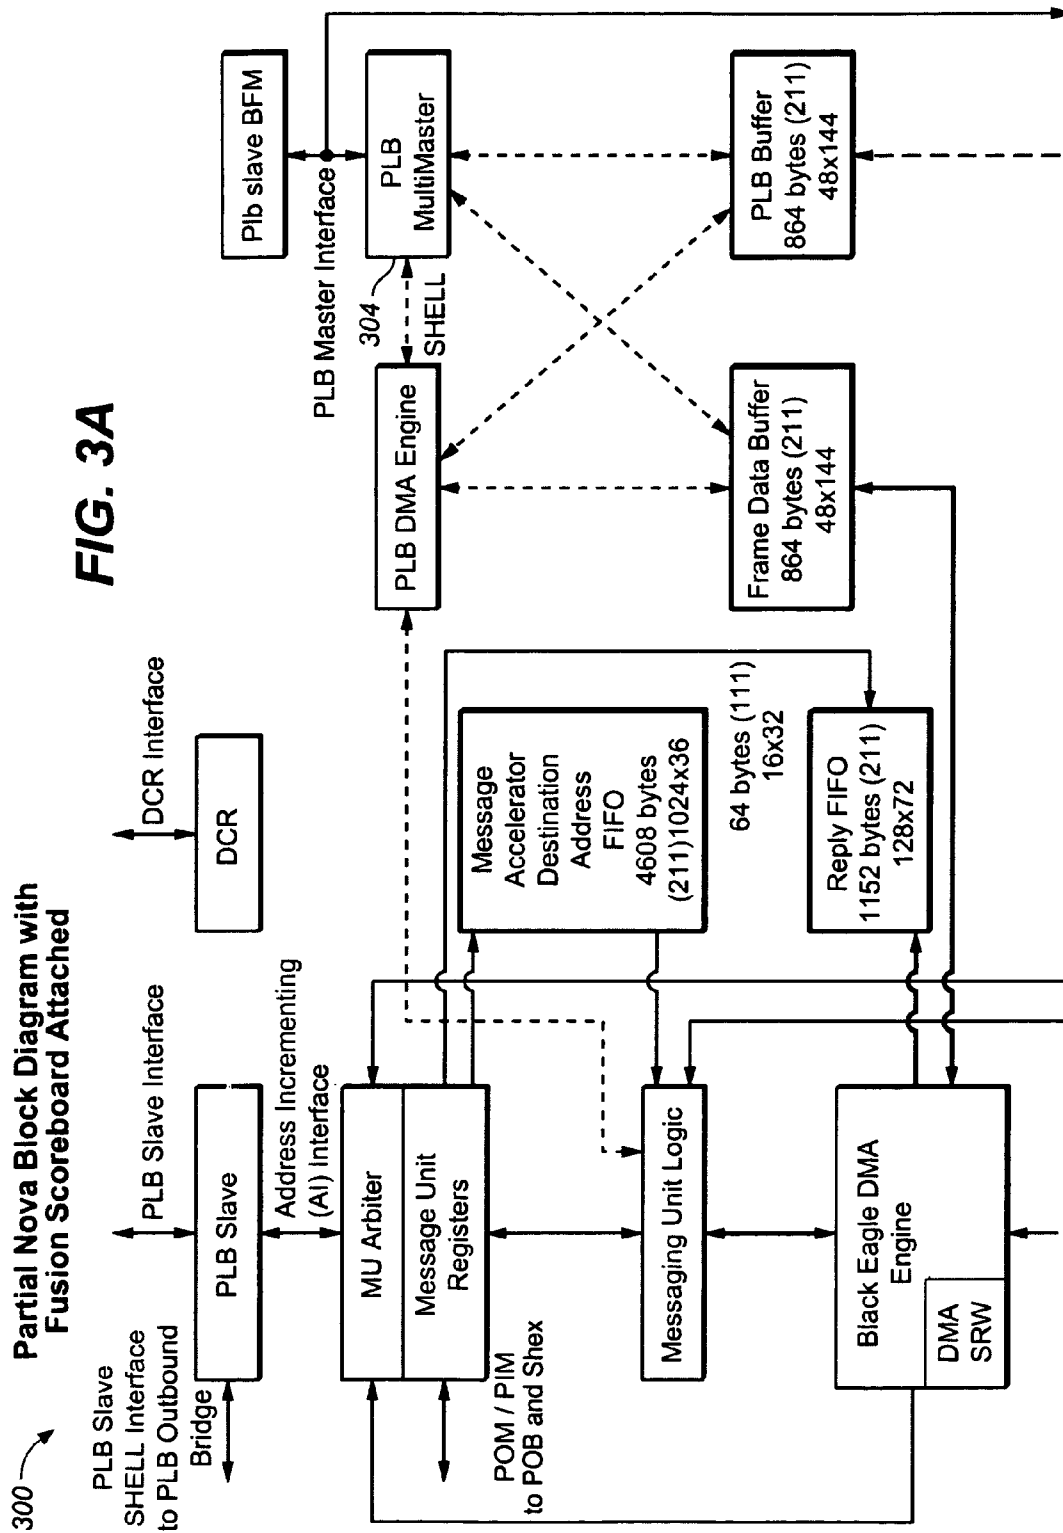 300
Partial Nova Block Diagram with
Fusion Scoreboard Attached
FIG. 3A
PLB Slave
SHELL Interface
to PLB Outbound
Bridge
PLB Slave Interface
DCR Interface
PLB Slave
DCR
Address Incrementing
(AI) Interface
MU Arbiter
Message Unit
Registers
POM / PIM
to POB and Shex
Messaging Unit Logic
Black Eagle DMA
Engine
DMA
SRW
Message
Accelerator
Destination
Address
FIFO
4608 bytes
(211)1024x36
64 bytes (111)
16x32
Reply FIFO
1152 bytes (211)
128x72
PLB DMA Engine
SHELL
304
PLB Master Interface
Plb slave BFM
PLB
MultiMaster
Frame Data Buffer
864 bytes (211)
48x144
PLB Buffer
864 bytes (211)
48x144